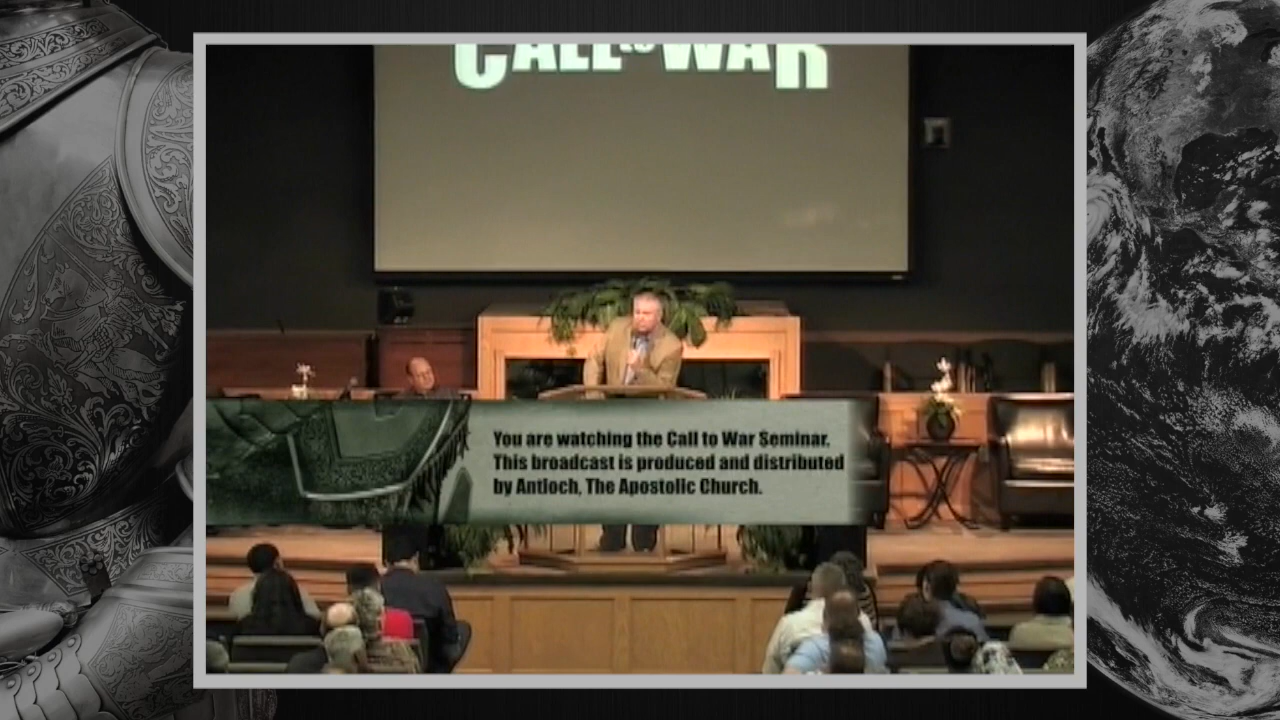 CALL to WAR
You are watching the Call to War Seminar.
This broadcast is produced and distributed
by Antioch, The Apostolic Church.